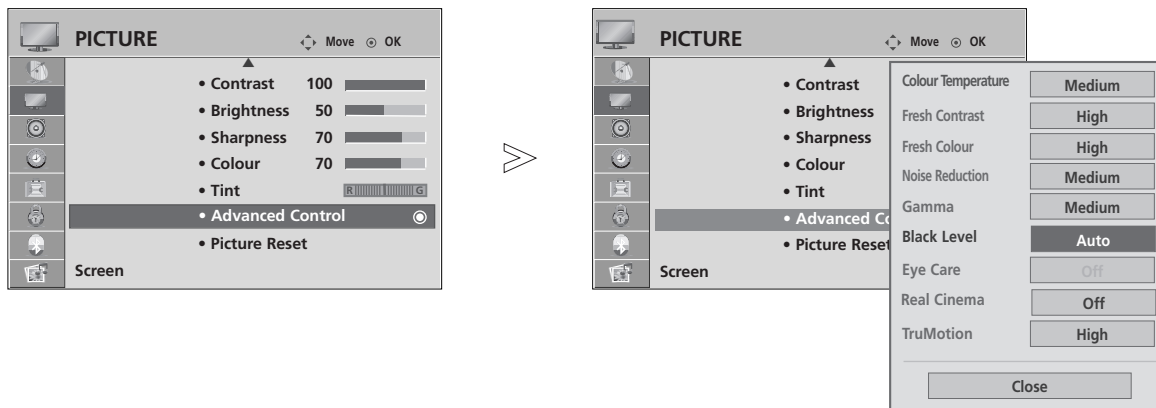 PICTURE Move OK
• Contrast 100
• Brightness 50
• Sharpness 70
• Colour 70
• Tint R G
• Advanced Control
• Picture Reset
Screen
PICTURE Move OK
• Contrast
• Brightness
• Sharpness
• Colour
• Tint
• Advanced Co
• Picture Reset
Screen
Colour Temperature Medium
Fresh Contrast High
Fresh Colour High
Noise Reduction Medium
Gamma Medium
Black Level Auto
Eye Care Off
Real Cinema Off
TruMotion High
Close